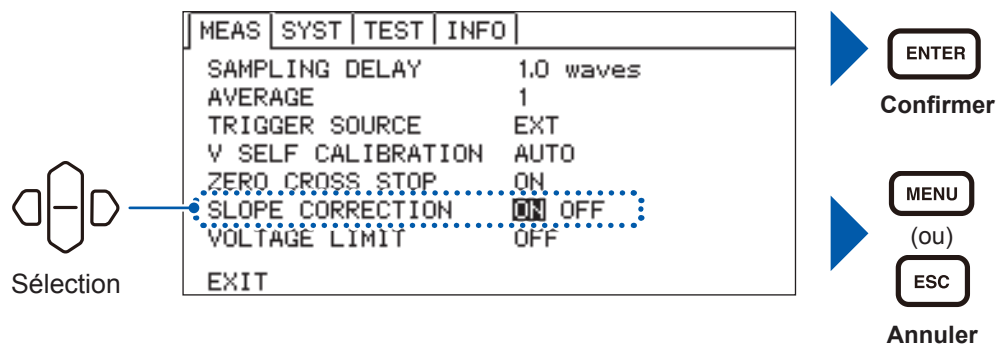 MEAS SYST TEST INFO
SAMPLING DELAY 1.0 waves
AVERAGE 1
TRIGGER SOURCE EXT
V SELF CALIBRATION AUTO
ZERO CROSS STOP ON
SLOPE CORRECTION ON OFF
VOLTAGE LIMIT OFF
EXIT
Sélection
ENTER
Confirmer
MENU
(ou)
ESC
Annuler